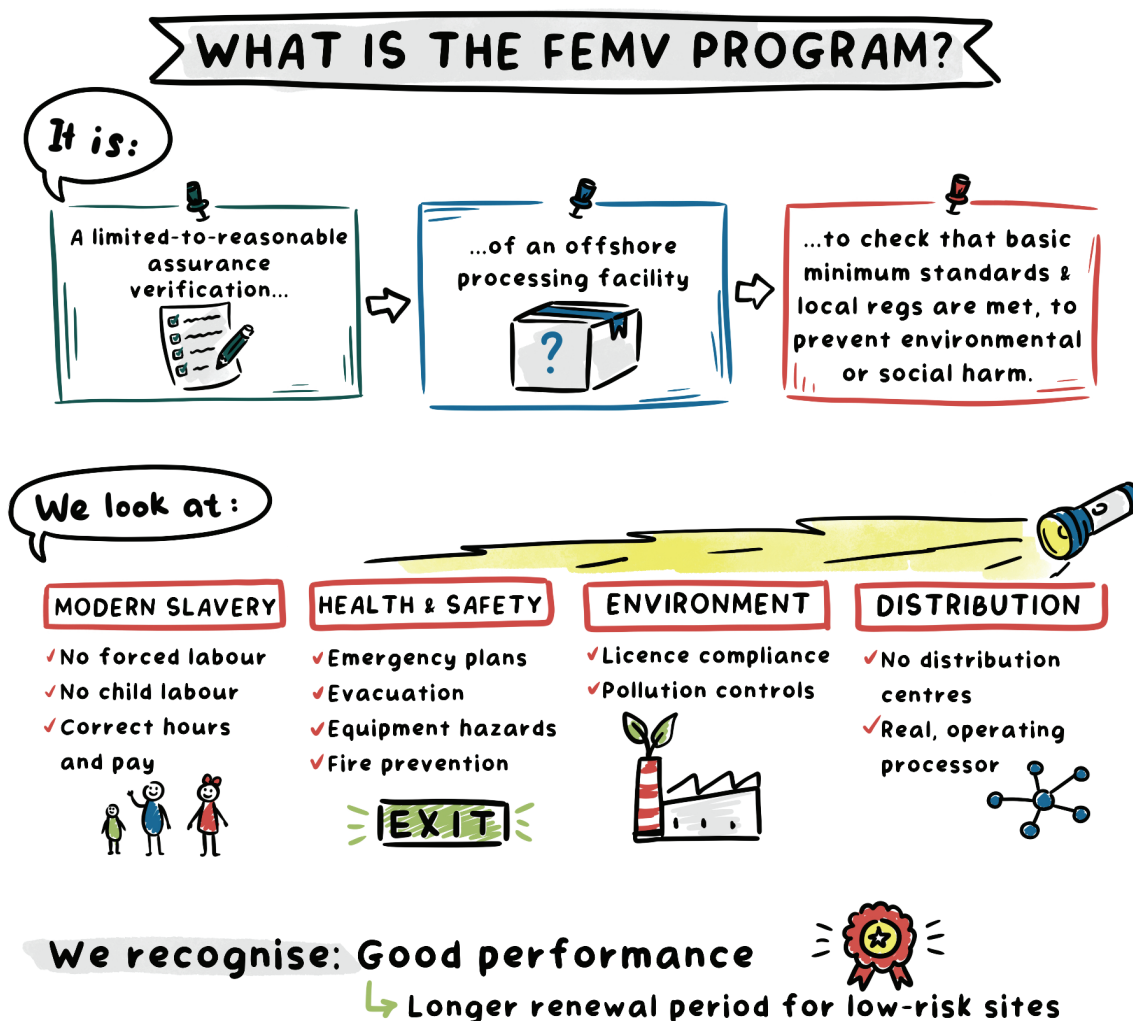 WHAT IS THE FEMV PROGRAM?
It is:
A limited-to-reasonable
assurance
verification...
...of an offshore
processing facility
?
...to check that basic
minimum standards &
local regs are met, to
prevent environmental
or social harm.
We look at:
MODERN SLAVERY
No forced labour
No child labour
Correct hours
and pay
HEALTH & SAFETY
Emergency plans
Evacuation
Equipment hazards
Fire prevention
EXIT
ENVIRONMENT
Licence compliance
Pollution controls
DISTRIBUTION
No distribution
centres
Real, operating
processor
We recognise: Good performance
Longer renewal period for low-risk sites